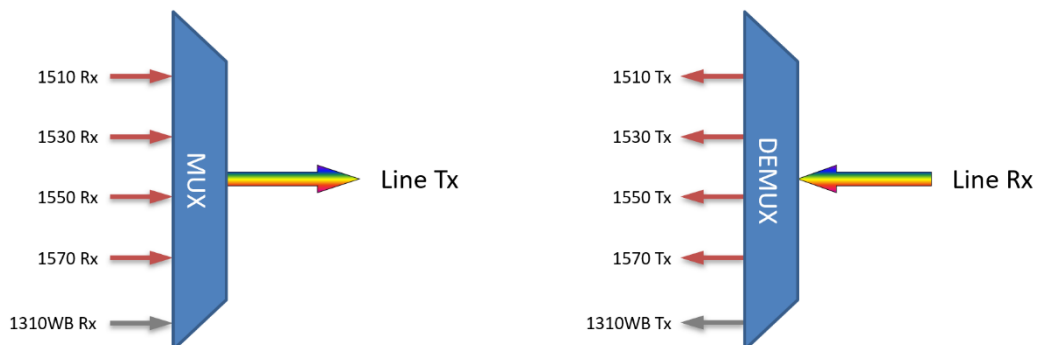 1510 Rx
1530 Rx
1550 Rx
1570 Rx
1310WB Rx
MUX
Line Tx
1510 Tx
1530 Tx
1550 Tx
1570 Tx
1310WB Tx
DEMUX
Line Rx